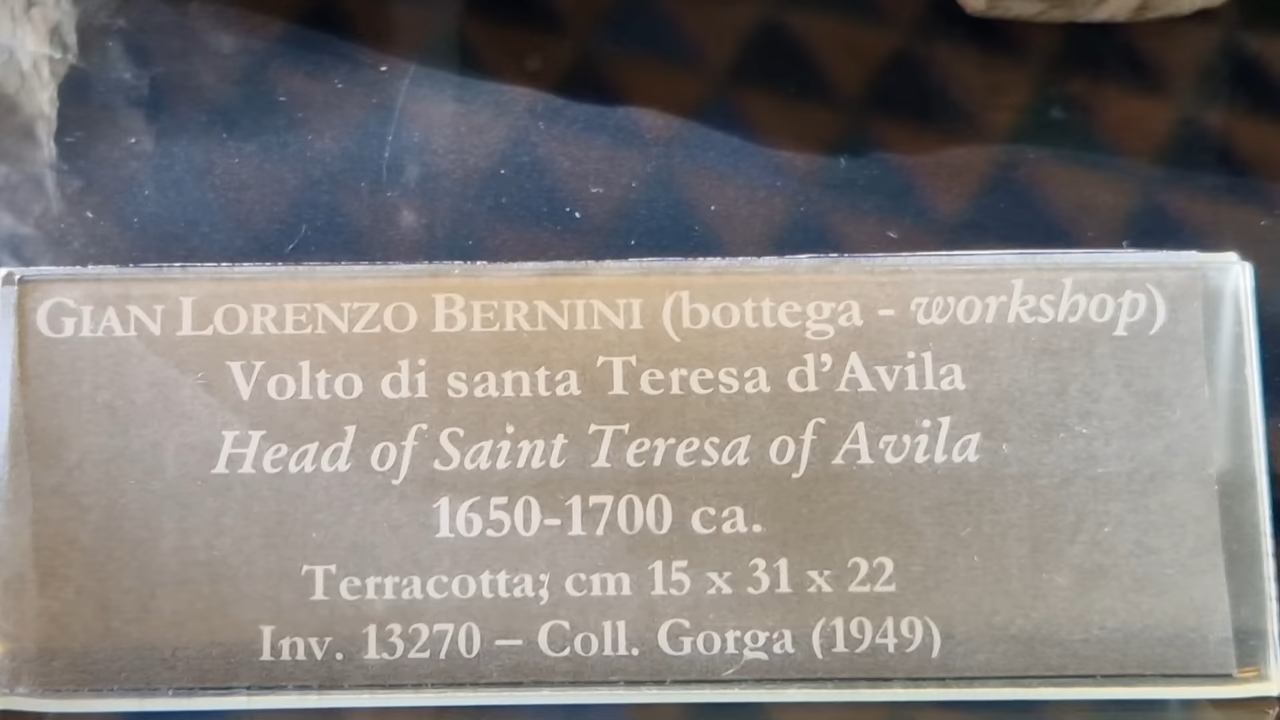 GIAN LORENZO BERNINI (bottega - workshop)
Volto di santa Teresa d’Avila
Head of Saint Teresa of Avila
1650-1700 ca.
Terracotta; cm 15 x 31 x 22
Inv. 13270 – Coll. Gorga (1949)